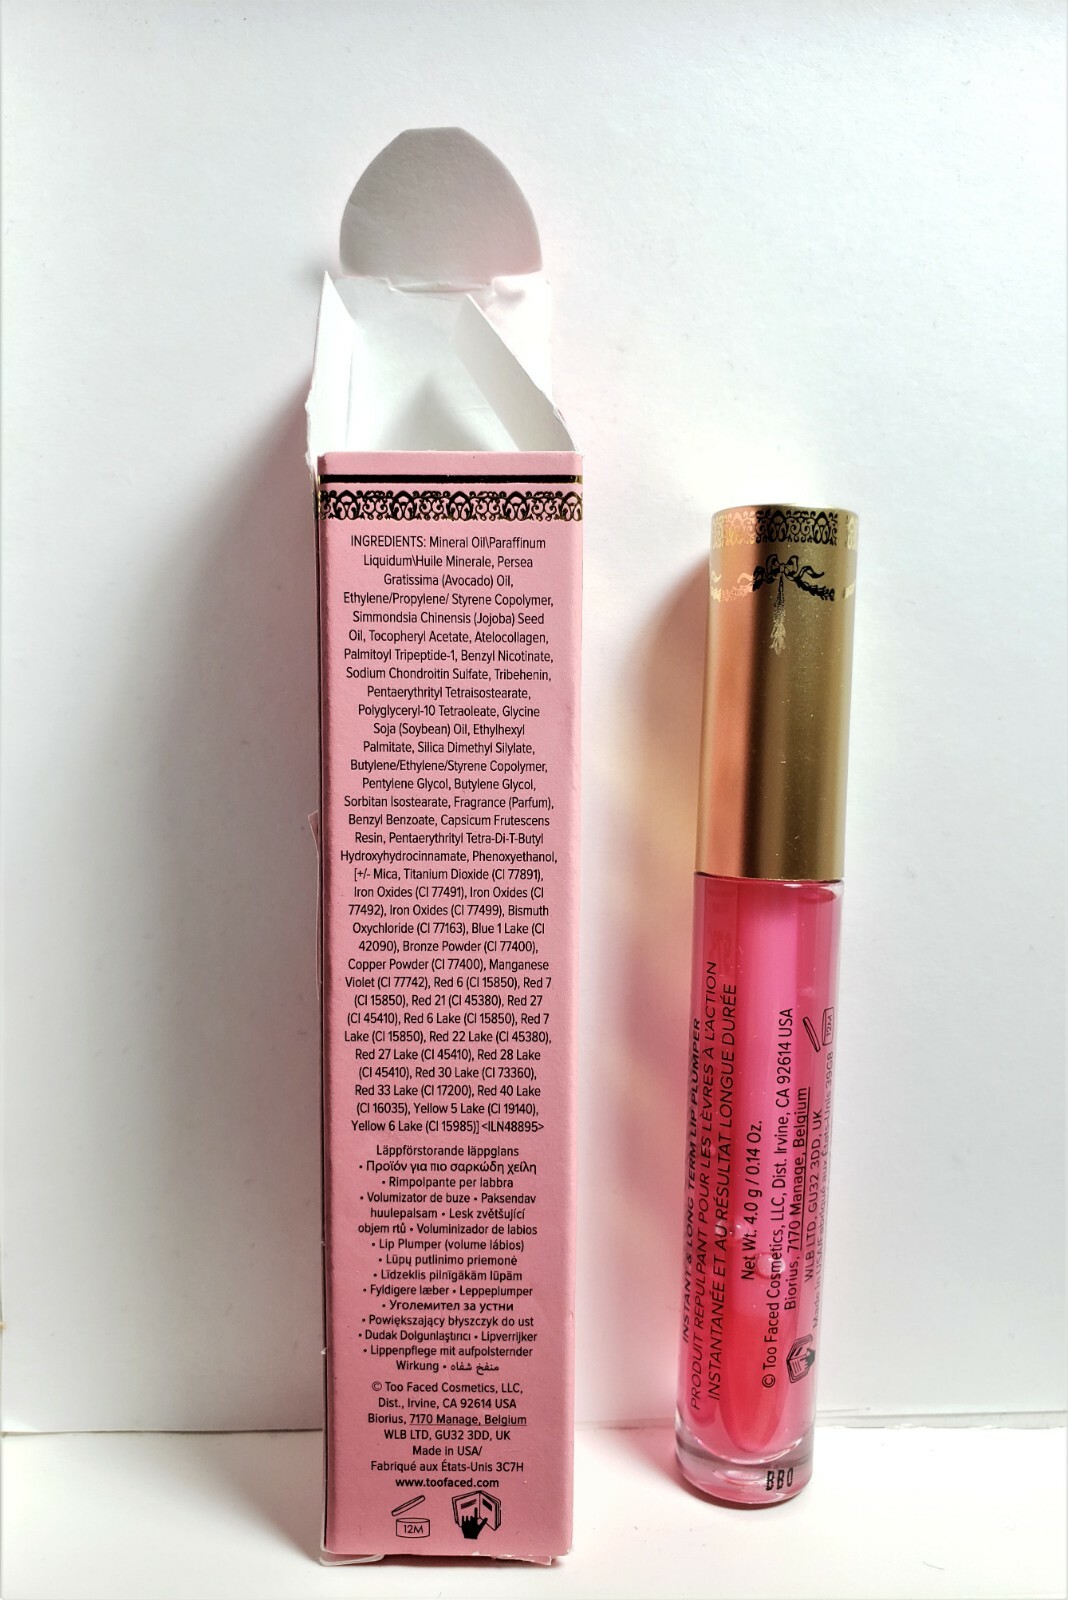 INGREDIENTS: Mineral Oil\Paraffinum
Liquidum\Huile Minerale, Persea
Gratissima (Avocado) Oil,
Ethylene/Propylene/ Styrene Copolymer,
Simmondsia Chinensis (Jojoba) Seed
Oil, Tocopheryl Acetate, Atelocollagen,
Palmitoyl Tripeptide-1, Benzyl Nicotinate,
Sodium Chondroitin Sulfate, Tribehenin,
Pentaerythrityl Tetraisostearate,
Polyglyceryl-10 Tetraoleate, Glycine
Soja (Soybean) Oil, Ethylhexyl
Palmitate, Silica Dimethyl Silylate,
Butylene/Ethylene/Styrene Copolymer,
Pentylene Glycol, Butylene Glycol,
Sorbitan Isostearate, Fragrance (Parfum),
Benzyl Benzoate, Capsicum Frutescens
Resin, Pentaerythrityl Tetra-Di-T-Butyl
Hydroxyhydrocinnamate, Phenoxyethanol,
[+/- Mica, Titanium Dioxide (CI 77891),
Iron Oxides (CI 77491), Iron Oxides (CI
77492), Iron Oxides (CI 77499), Bismuth
Oxychloride (CI 77163), Blue 1 Lake (CI
42090), Bronze Powder (CI 77400),
Copper Powder (CI 77400), Manganese
Violet (CI 77742), Red 6 (CI 15850), Red 7
(CI 15850), Red 21 (CI 45380), Red 27
(CI 45410), Red 6 Lake (CI 15850), Red 7
Lake (CI 15850), Red 22 Lake (CI 45380),
Red 27 Lake (CI 45410), Red 28 Lake
(CI 45410), Red 30 Lake (CI 73360),
Red 33 Lake (CI 17200), Red 40 Lake
(CI 16035), Yellow 5 Lake (CI 19140),
Yellow 6 Lake (CI 15985)] <ILN48895>
Läppförstorande läppglans
• Προϊόν για πιο σαρκώδη χείλη
• Rimpolpante per labbra
• Volumizator de buze • Paksendav
huulepalsam • Lesk zvětšující
objem rtů • Voluminizador de labios
• Lip Plumper (volume lábios)
• Lūpų putlinimo priemonė
• Līdzeklis pilnīgākām lūpām
• Fyldigere læber • Leppeplumper
• Уголемител за устни
• Powiększający błyszczyk do ust
• Dudak Dolgunlaştırıcı • Lipverrijker
• Lippenpflege mit aufpolsternder
Wirkung • منفخ شفاه
© Too Faced Cosmetics, LLC,
Dist., Irvine, CA 92614 USA
Biorius, 7170 Manage, Belgium
WLB LTD, GU32 3DD, UK
Made in USA/
Fabriqué aux États-Unis 3C7H
www.toofaced.com
12M
INSTANT & LONG TERM LIP PLUMPER
PRODUIT REPULPANT POUR LES LÈVRES À L'ACTION
INSTANTANÉE ET AU RÉSULTAT LONGUE DURÉE
Net Wt. 4.0 g / 0.14 Oz.
© Too Faced Cosmetics, LLC, Dist. Irvine, CA 92614 USA
Biorius, 7170 Manage, Belgium
WLB LTD, GU32 3DD, UK
Made in USA/Fabriqué aux États-Unis 39G8
12M
BB0